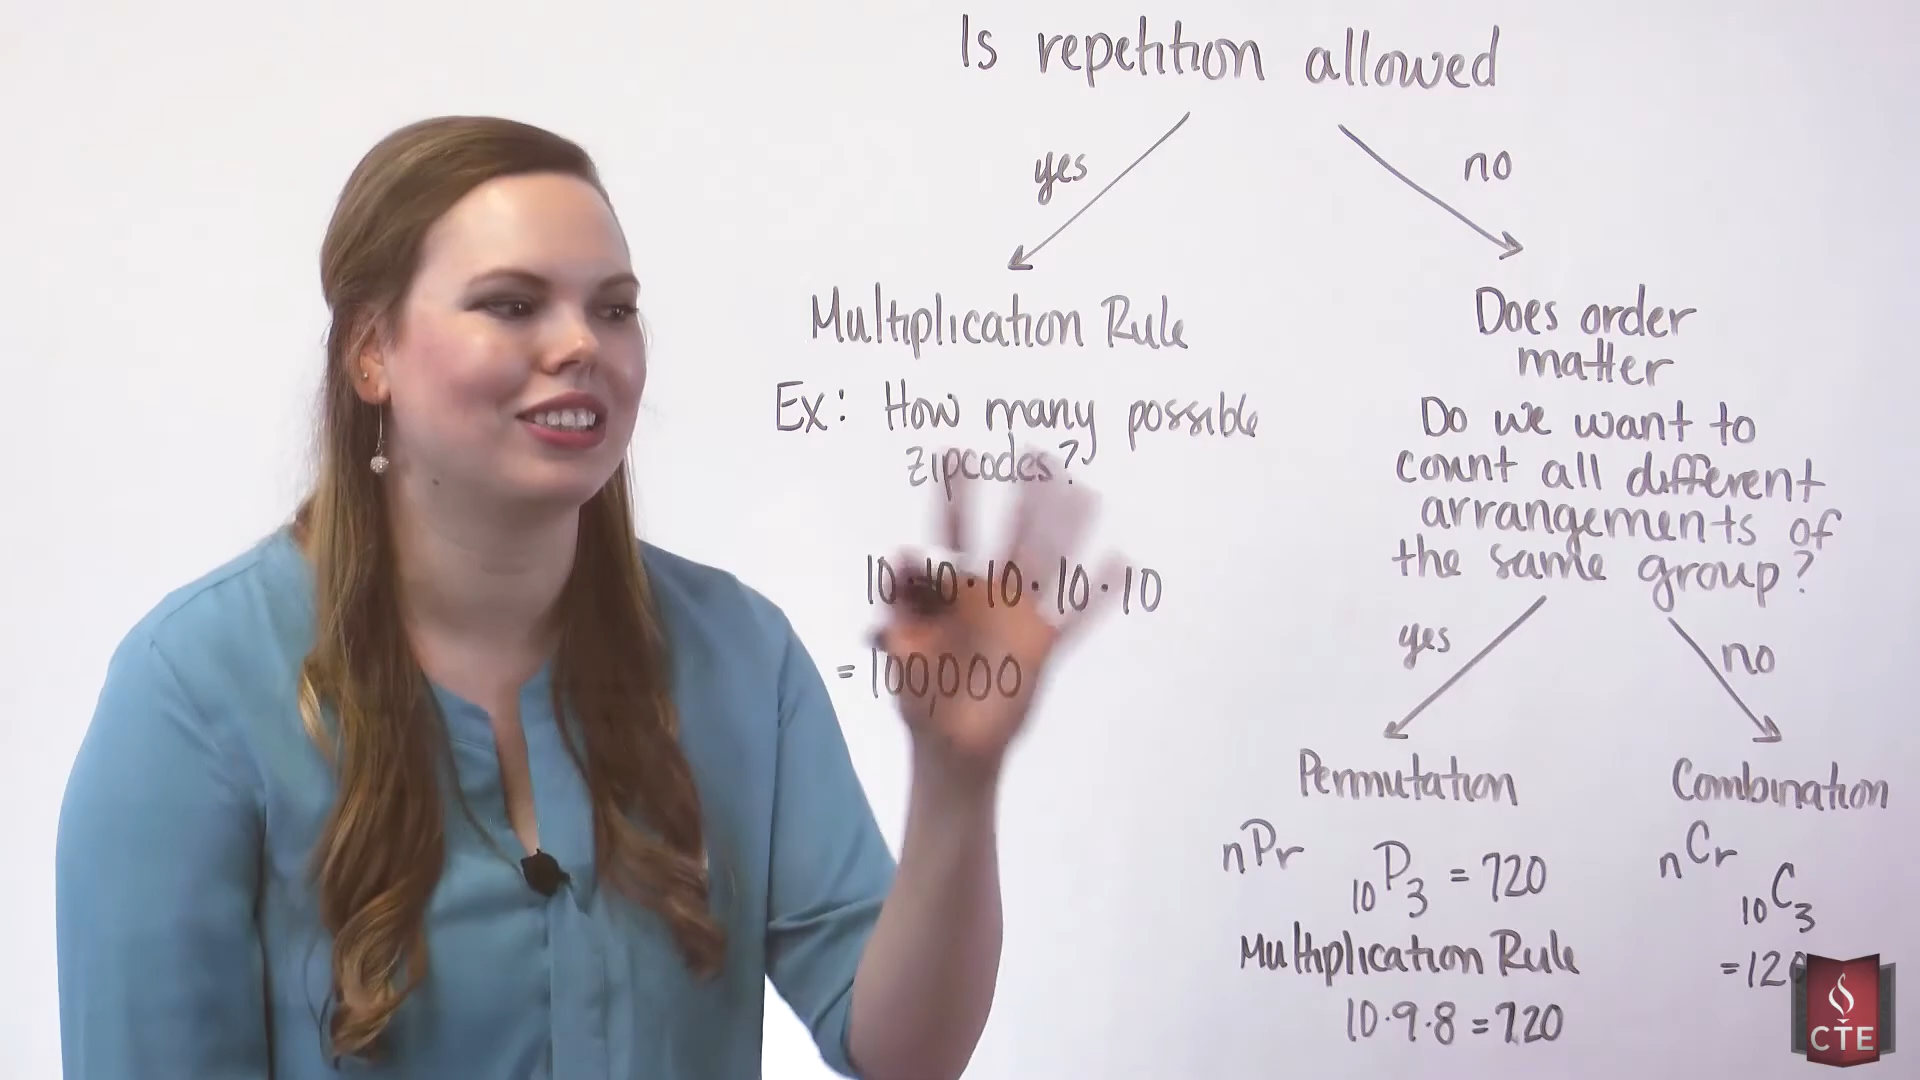 Is repetition allowed
yes
no
Multiplication Rule
Ex: How many possible
zipcodes?
10·10·10·10·10
=100,000
Does order
matter
Do we want to
count all different
arrangements of
the same group?
yes
no
Permutation
nPr
10P3 = 720
Multiplication Rule
10·9·8=720
Combination
nCr
10C3
=120
CTE